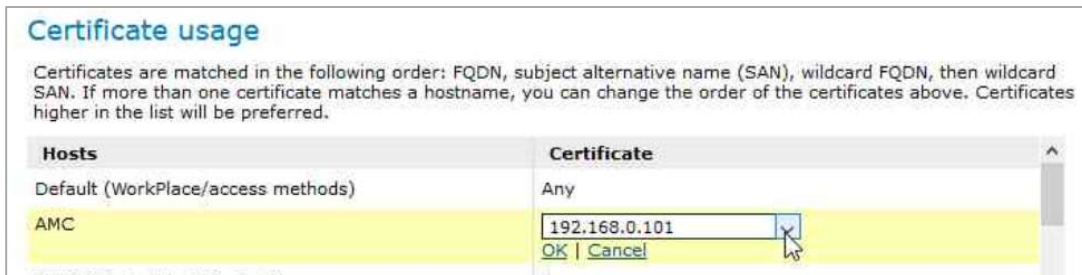 Certificate usage
Certificates are matched in the following order: FQDN, subject alternative name (SAN), wildcard FQDN, then wildcard
SAN. If more than one certificate matches a hostname, you can change the order of the certificates above. Certificates
higher in the list will be preferred.
Hosts Certificate
Default (WorkPlace/access methods) Any
AMC 192.168.0.101
OK | Cancel